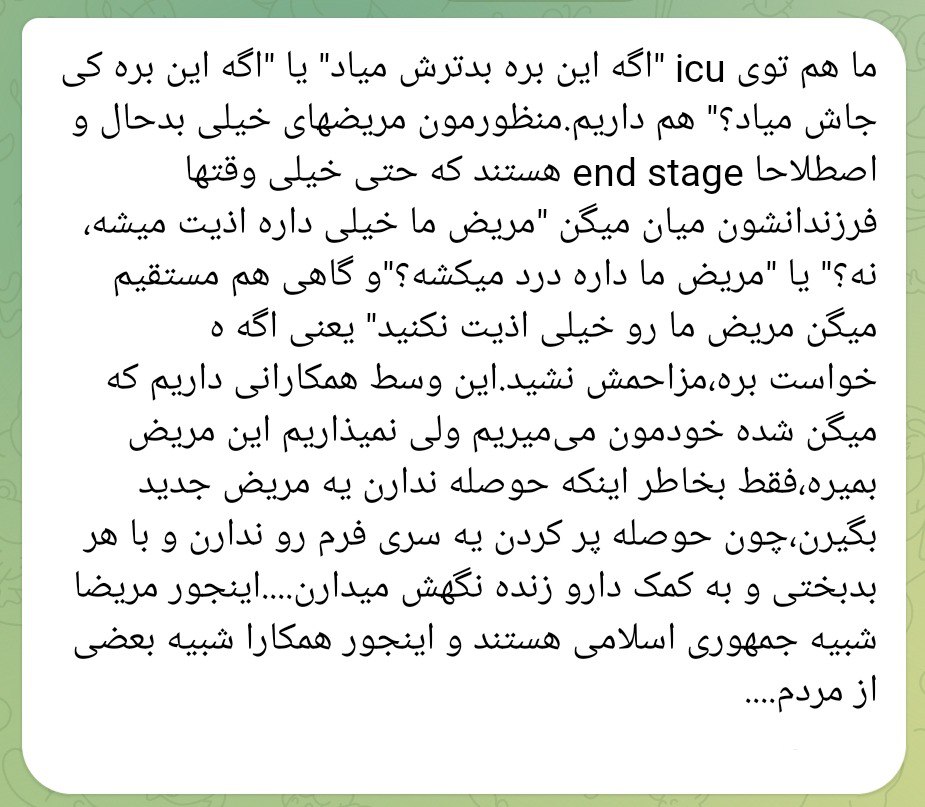 ما هم توی icu "اگه این بره بدترش میاد" یا "اگه این بره کی
جاش میاد؟" هم داریم.منظورمون مریضهای خیلی بدحال و
اصطلاحا end stage هستند که حتی خیلی وقتها
فرزندانشون میان میگن "مریض ما خیلی داره اذیت میشه،
نه؟" یا "مریض ما داره درد میکشه؟"و گاهی هم مستقیم
میگن مریض ما رو خیلی اذیت نکنید" یعنی اگه ه
خواست بره،مزاحمش نشید.این وسط همکارانی داریم که
میگن شده خودمون می‌میریم ولی نمیذاریم این مریض
بمیره،فقط بخاطر اینکه حوصله ندارن یه مریض جدید
بگیرن،چون حوصله پر کردن یه سری فرم رو ندارن و با هر
بدبختی و به کمک دارو زنده نگهش میدارن....اینجور مریضا
شبیه جمهوری اسلامی هستند و اینجور همکارا شبیه بعضی
از مردم....